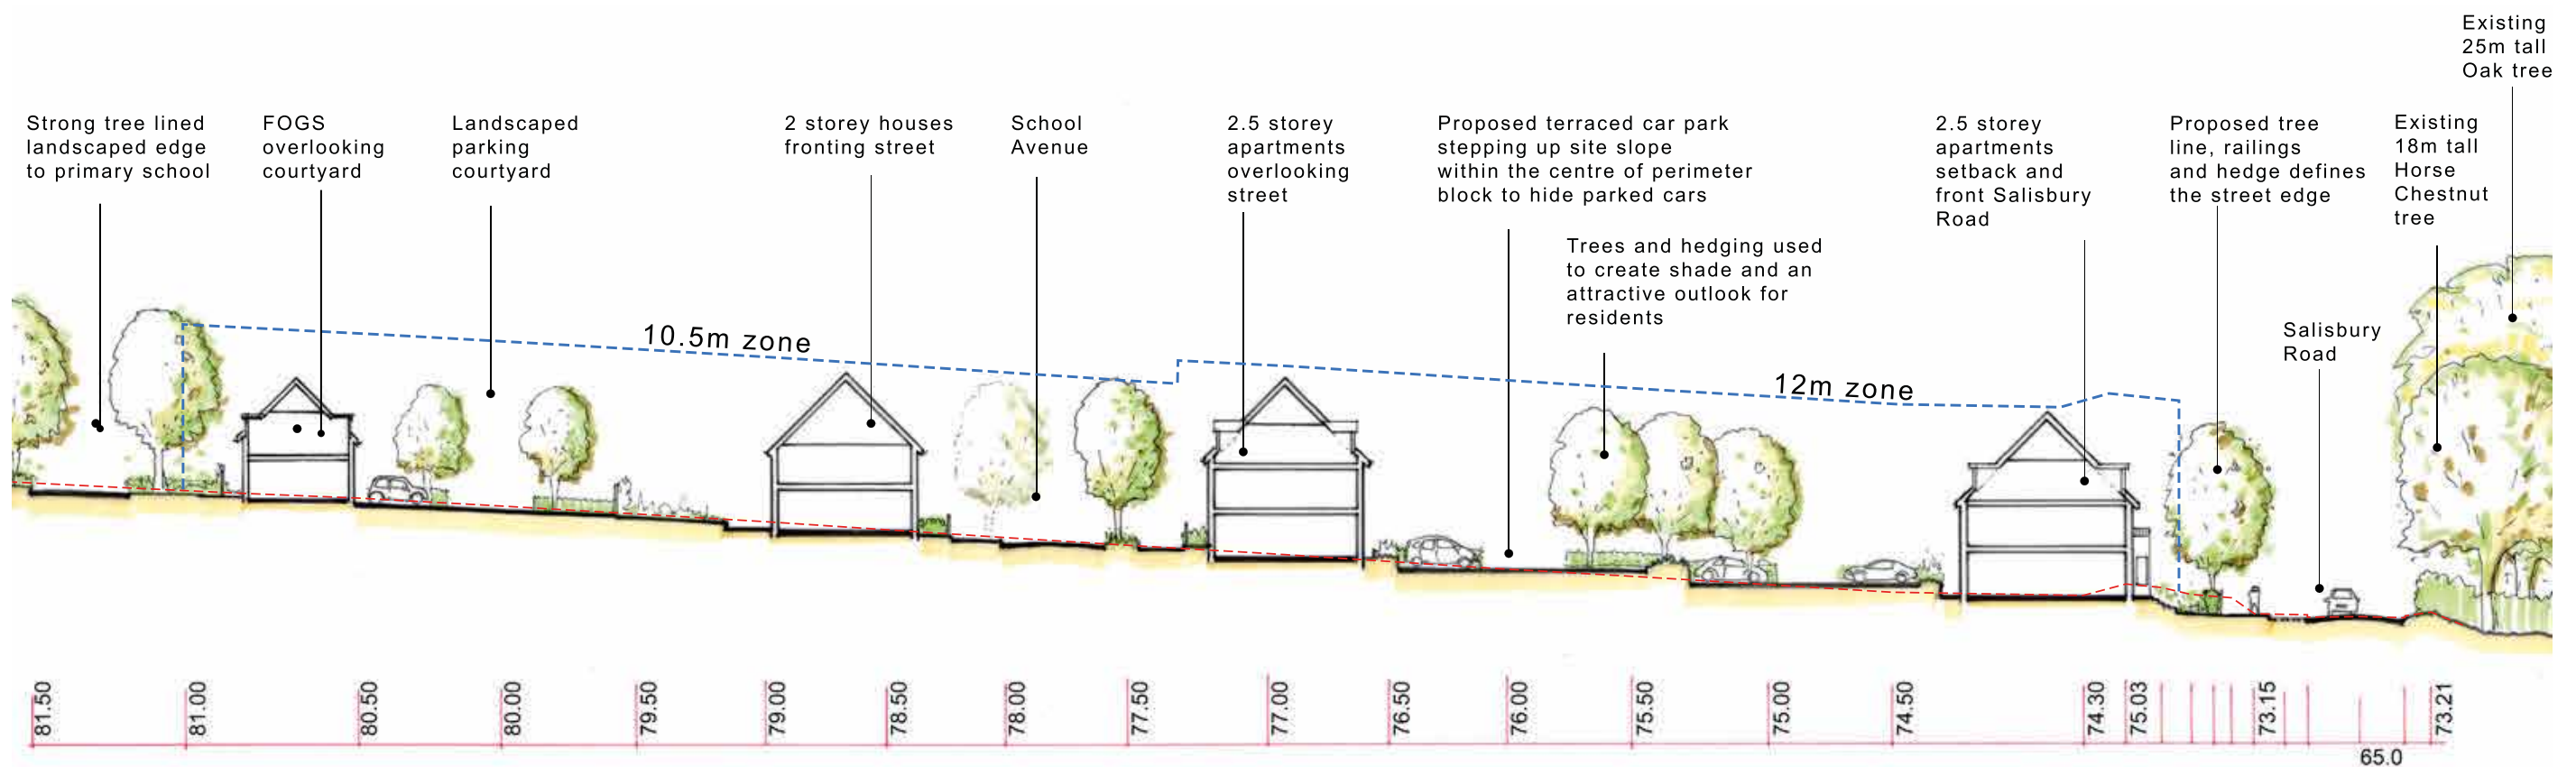 Existing
25m tall
Oak tree
Strong tree lined
landscaped edge
to primary school
FOGS
overlooking
courtyard
Landscaped
parking
courtyard
2 storey houses
fronting street
School
Avenue
2.5 storey
apartments
overlooking
street
Proposed terraced car park
stepping up site slope
within the centre of perimeter
block to hide parked cars
Trees and hedging used
to create shade and an
attractive outlook for
residents
2.5 storey
apartments
setback and
front Salisbury
Road
Proposed tree
line, railings
and hedge defines
the street edge
Existing
18m tall
Horse
Chestnut
tree
Salisbury
Road
10.5m zone
12m zone
81.50
81.00
80.50
80.00
79.50
79.00
78.50
78.00
77.50
77.00
76.50
76.00
75.50
75.00
74.50
74.30
75.03
73.15
73.21
65.0